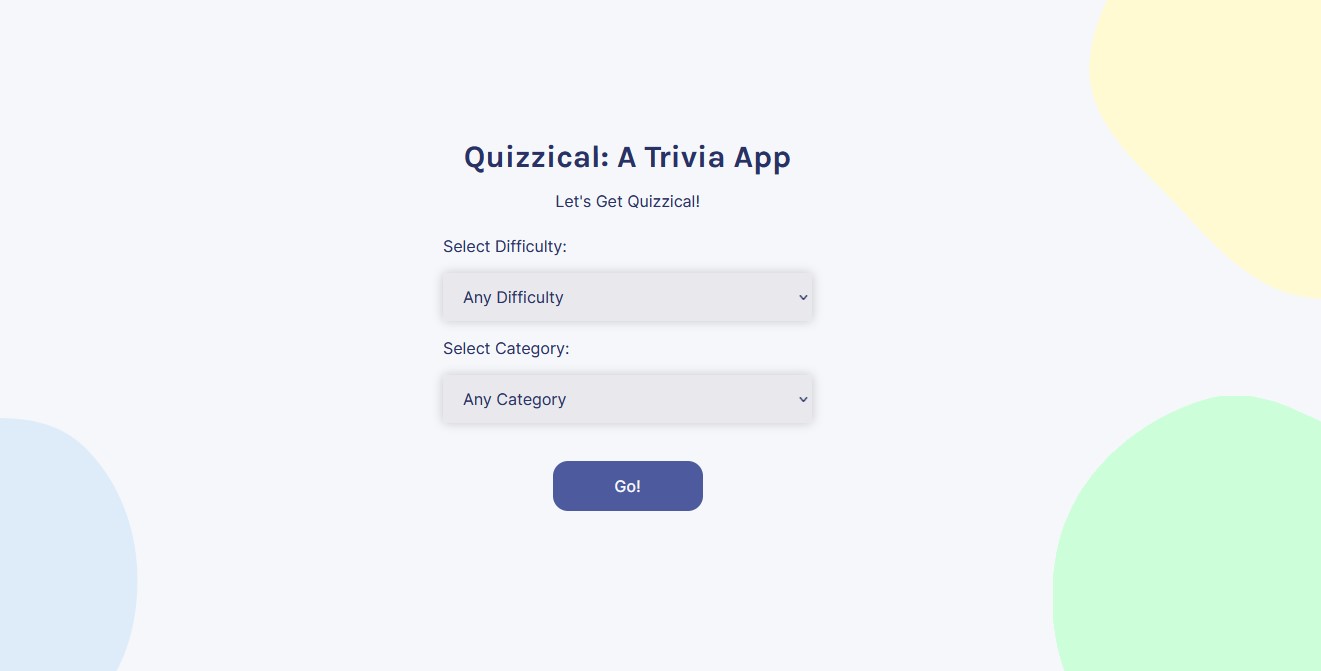 Quizzical: A Trivia App
Let's Get Quizzical!
Select Difficulty:
Any Difficulty
Select Category:
Any Category
Go!